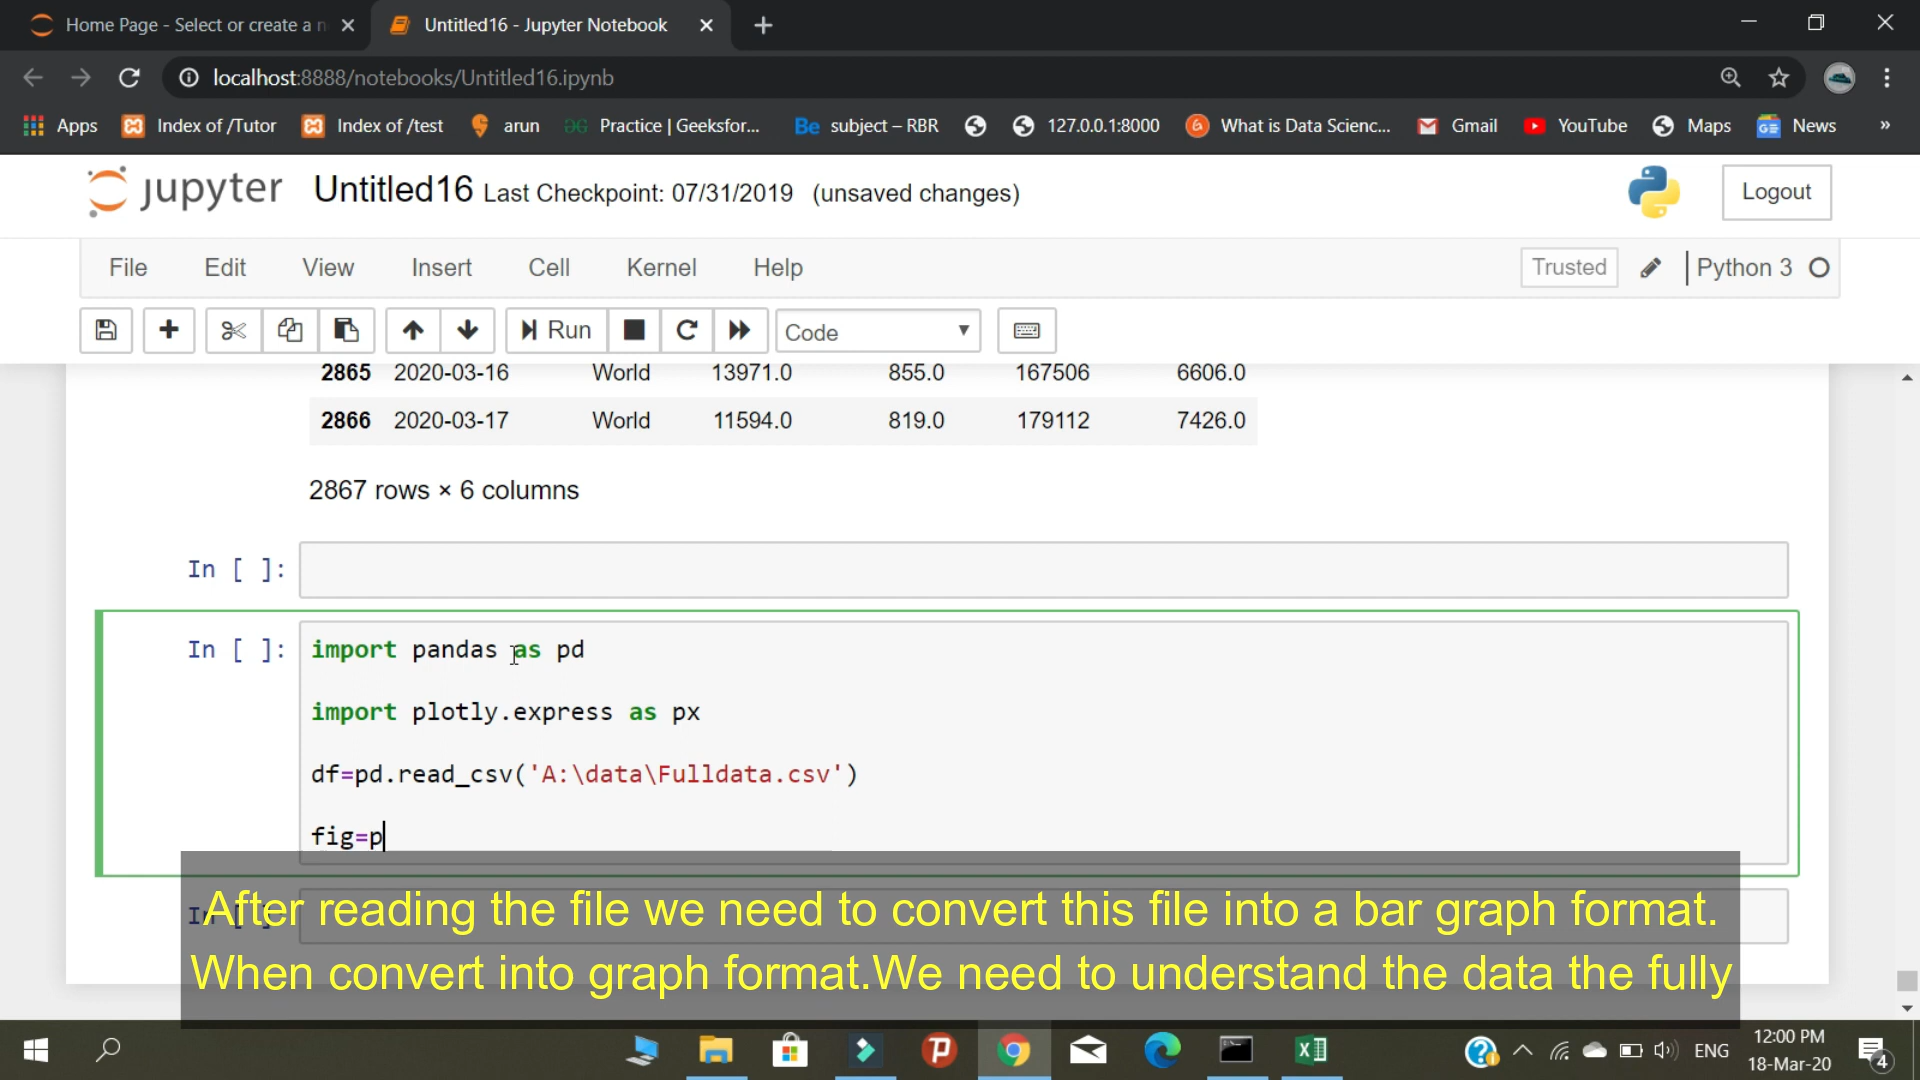 Home Page - Select or create a n
Untitled16 - Jupyter Notebook
localhost:8888/notebooks/Untitled16.ipynb
Apps
Index of /Tutor
Index of /test
arun
Practice | Geeksfor...
Be subject – RBR
127.0.0.1:8000
What is Data Scienc...
Gmail
YouTube
Maps
News
»
jupyter Untitled16 Last Checkpoint: 07/31/2019 (unsaved changes)
Logout
File Edit View Insert Cell Kernel Help
Trusted
Python 3
Run
Code
2865 2020-03-16 World 13971.0 855.0 167506 6606.0
2866 2020-03-17 World 11594.0 819.0 179112 7426.0
2867 rows × 6 columns
In [ ]:
In [ ]: import pandas as pd
import plotly.express as px
df=pd.read_csv('A:\data\Fulldata.csv')
fig=p
After reading the file we need to convert this file into a bar graph format.
When convert into graph format.We need to understand the data the fully
ENG
12:00 PM
18-Mar-20
4